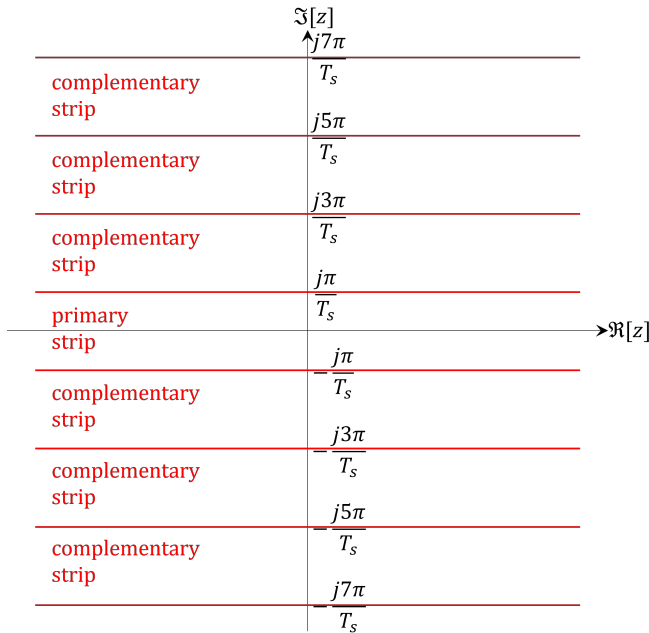 ℑ[z]
j7π
T_s
complementary
strip
j5π
T_s
complementary
strip
j3π
T_s
complementary
strip
jπ
T_s
primary
strip
ℜ[z]
− jπ
T_s
complementary
strip
− j3π
T_s
complementary
strip
− j5π
T_s
complementary
strip
− j7π
T_s